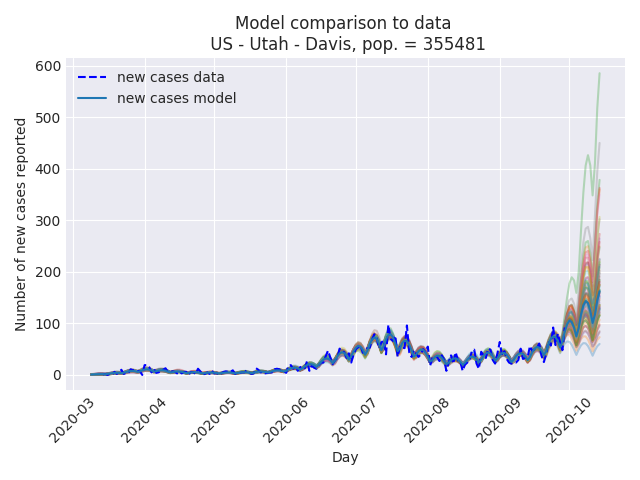 Model comparison to data
US - Utah - Davis, pop. = 355481
600
500
400
300
200
100
0
Number of new cases reported
new cases data
new cases model
2020-03
2020-04
2020-05
2020-06
2020-07
2020-08
2020-09
2020-10
Day